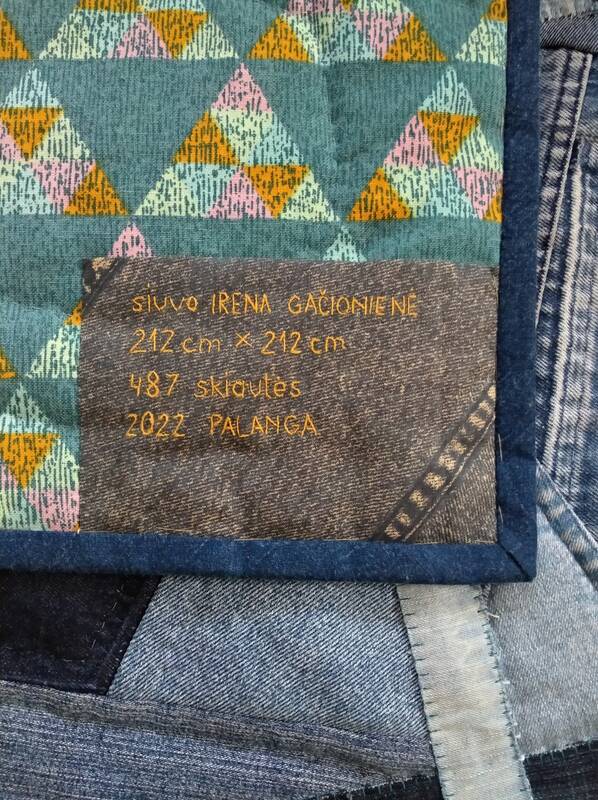 siuvo IRENA GAČIONIENĖ
212 cm × 212 cm
487 skiautės
2022 PALANGA